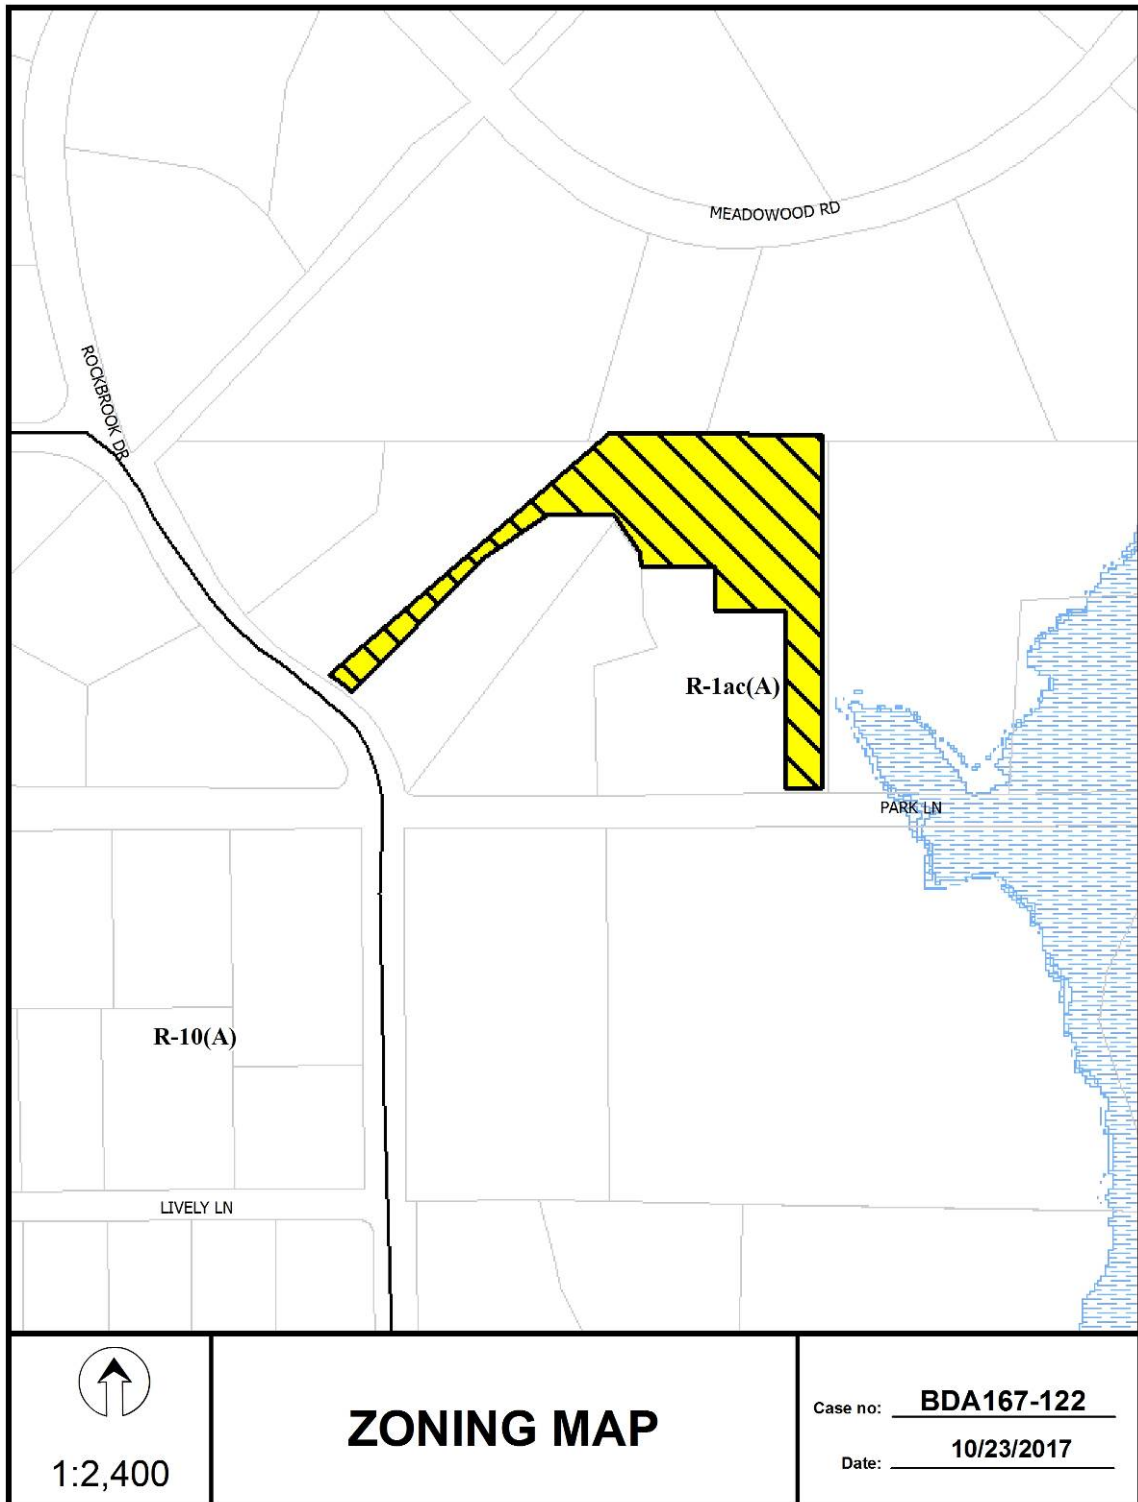 MEADOWOOD RD
ROCKBROOK DR
R-1ac(A)
PARK LN
R-10(A)
LIVELY LN
1:2,400
ZONING MAP
Case no: BDA167-122
Date: 10/23/2017